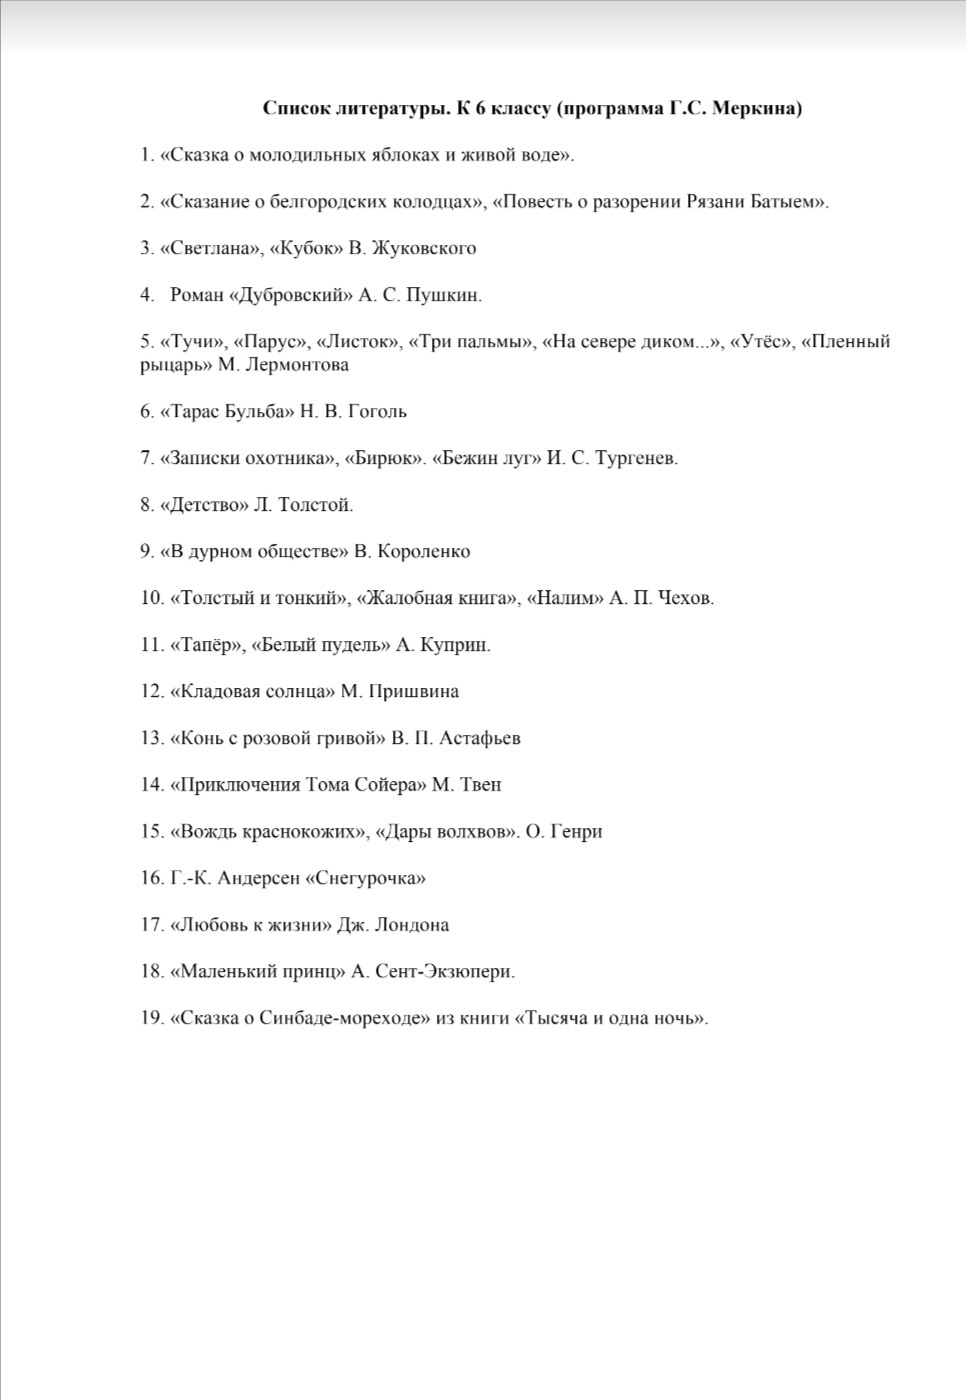 Список литературы. К 6 классу (программа Г.С. Меркина)
1. «Сказка о молодильных яблоках и живой воде».
2. «Сказание о белгородских колодцах», «Повесть о разорении Рязани Батыем».
3. «Светлана», «Кубок» В. Жуковского
4. Роман «Дубровский» А. С. Пушкин.
5. «Тучи», «Парус», «Листок», «Три пальмы», «На севере диком...», «Утёс», «Пленный
рыцарь» М. Лермонтова
6. «Тарас Бульба» Н. В. Гоголь
7. «Записки охотника», «Бирюк». «Бежин луг» И. С. Тургенев.
8. «Детство» Л. Толстой.
9. «В дурном обществе» В. Короленко
10. «Толстый и тонкий», «Жалобная книга», «Налим» А. П. Чехов.
11. «Тапёр», «Белый пудель» А. Куприн.
12. «Кладовая солнца» М. Пришвина
13. «Конь с розовой гривой» В. П. Астафьев
14. «Приключения Тома Сойера» М. Твен
15. «Вождь краснокожих», «Дары волхвов». О. Генри
16. Г.-К. Андерсен «Снегурочка»
17. «Любовь к жизни» Дж. Лондона
18. «Маленький принц» А. Сент-Экзюпери.
19. «Сказка о Синбаде-мореходе» из книги «Тысяча и одна ночь».